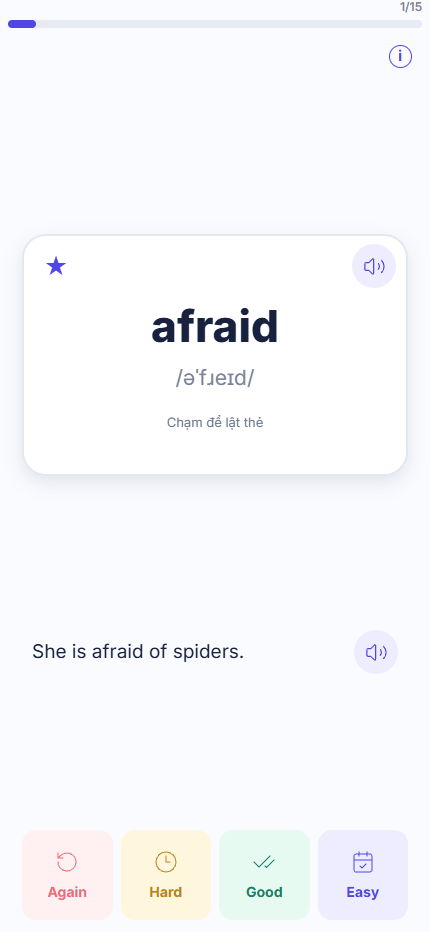 1/15
i
afraid
/əˈfɹeɪd/
Chạm để lật thẻ
She is afraid of spiders.
Again
Hard
Good
Easy